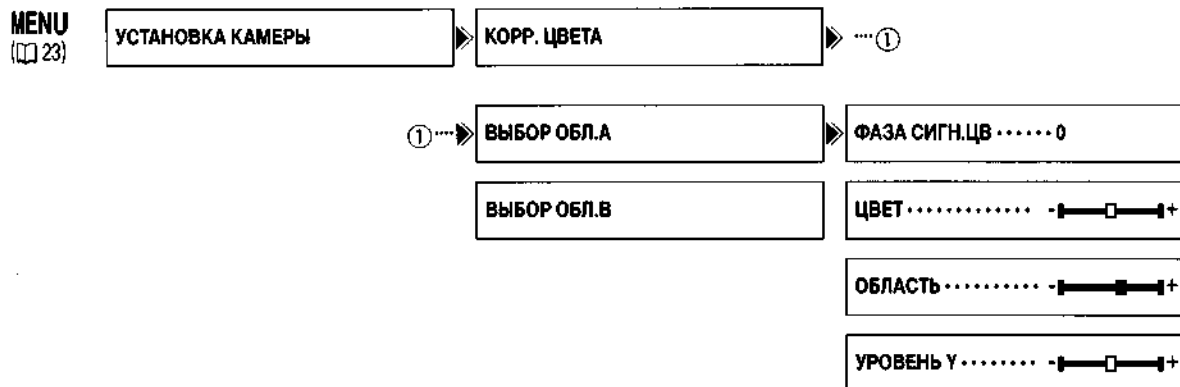 MENU
(📖 23)
УСТАНОВКА КАМЕРЫ
КОРР. ЦВЕТА
····①
①····
ВЫБОР ОБЛ.А
ФАЗА СИГН.ЦВ ······ 0
ВЫБОР ОБЛ.В
ЦВЕТ ············· - +
ОБЛАСТЬ ·········· - +
УРОВЕНЬ Y ········ - +